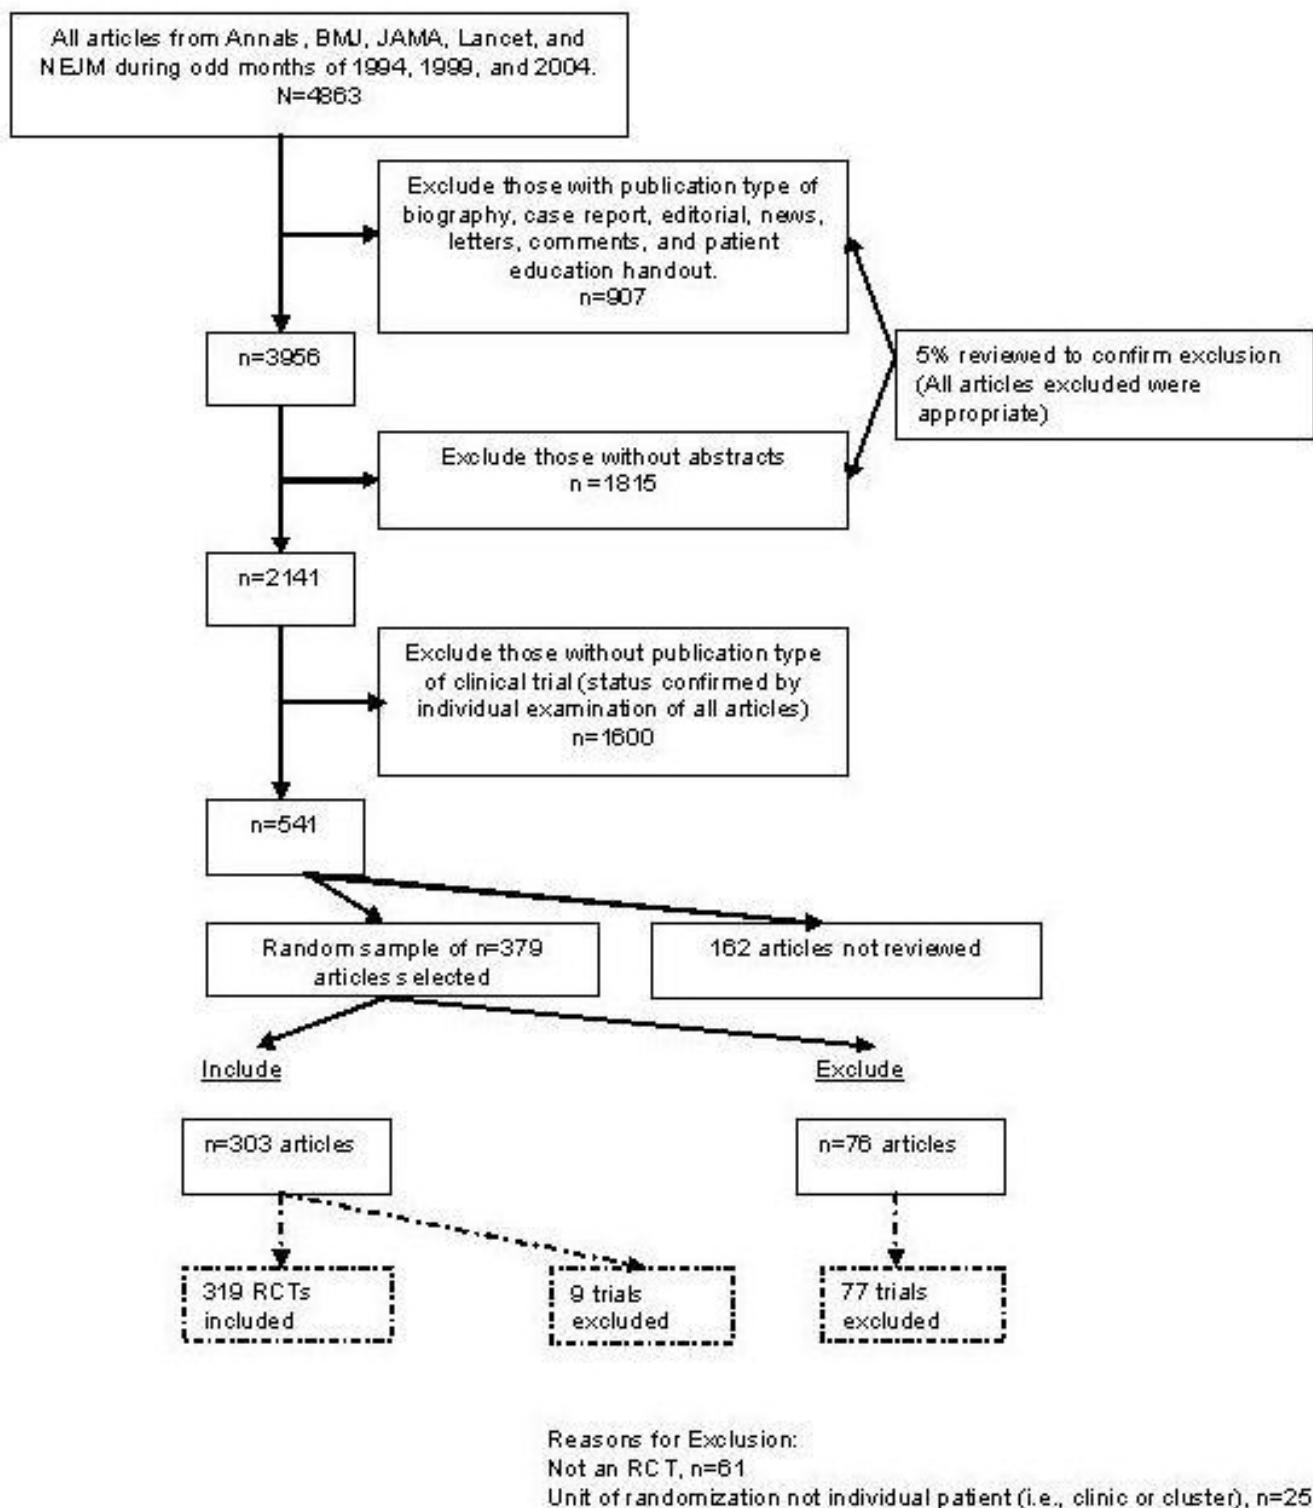 All articles from Annals, BMJ, JAMA, Lancet, and
NEJM during odd months of 1994, 1999, and 2004.
N=4863
Exclude those with publication type of
biography, case report, editorial, news,
letters, comments, and patient
education handout.
n=907
n=3956
5% reviewed to confirm exclusion
(All articles excluded were
appropriate)
Exclude those without abstracts
n =1815
n=2141
Exclude those without publication type
of clinical trial (status confirmed by
individual examination of all articles)
n=1600
n=541
Random sample of n=379
articles selected
162 articles not reviewed
Include
Exclude
n=303 articles
n=76 articles
319 RCTs
included
9 trials
excluded
77 trials
excluded
Reasons for Exclusion:
Not an RCT, n=61
Unit of randomization not individual patient (i.e., clinic or cluster), n=25